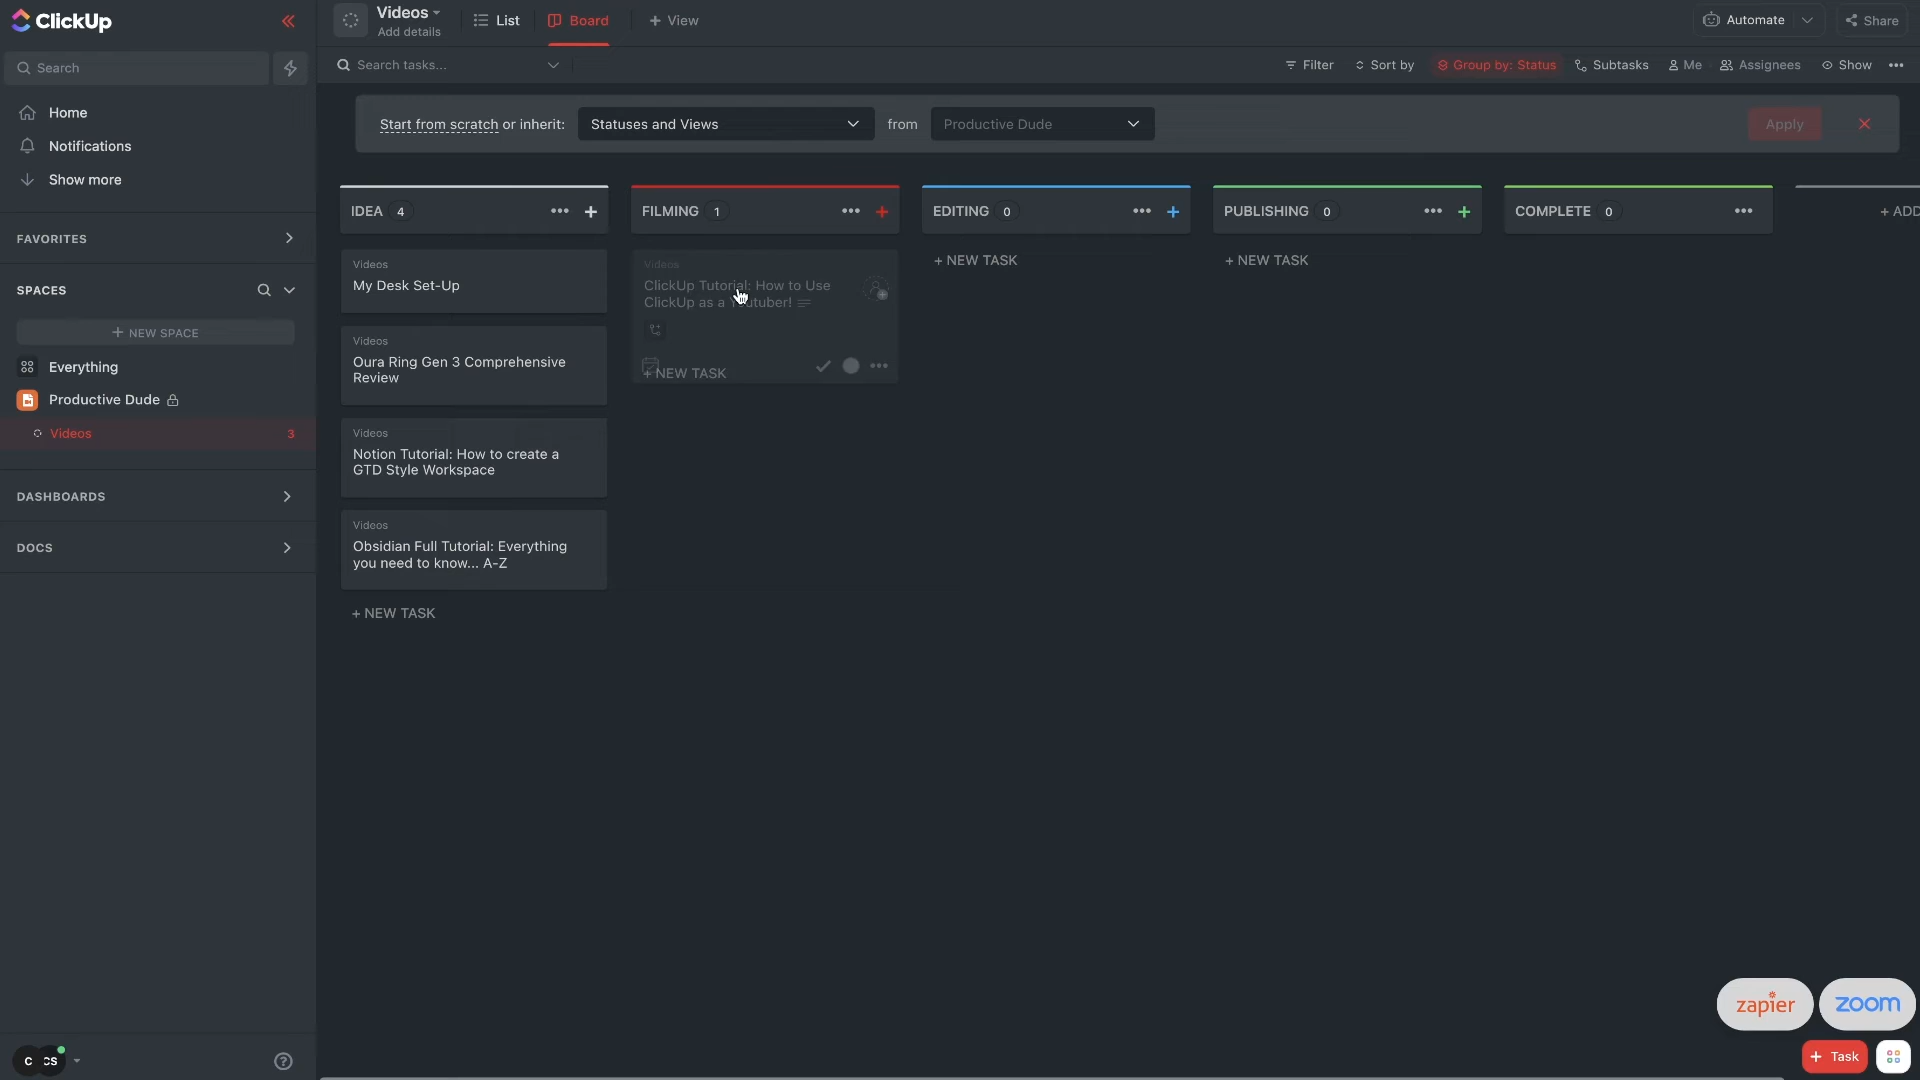 ClickUp
Videos
Add details
List
Board
+ View
Automate
Share
Search
Search tasks...
Filter
Sort by
Group by: Status
Subtasks
Me
Assignees
Show
Home
Notifications
Show more
FAVORITES
SPACES
+ NEW SPACE
Everything
Productive Dude
Videos 3
DASHBOARDS
DOCS
C CS
Start from scratch or inherit:
Statuses and Views
from
Productive Dude
Apply
IDEA 4
Videos
My Desk Set-Up
Videos
Oura Ring Gen 3 Comprehensive
Review
Videos
Notion Tutorial: How to create a
GTD Style Workspace
Videos
Obsidian Full Tutorial: Everything
you need to know... A-Z
+ NEW TASK
FILMING 1
Videos
ClickUp Tutorial: How to Use
ClickUp as a Youtuber!
+ NEW TASK
EDITING 0
+ NEW TASK
PUBLISHING 0
+ NEW TASK
COMPLETE 0
+ ADD
zapier
zoom
+ Task